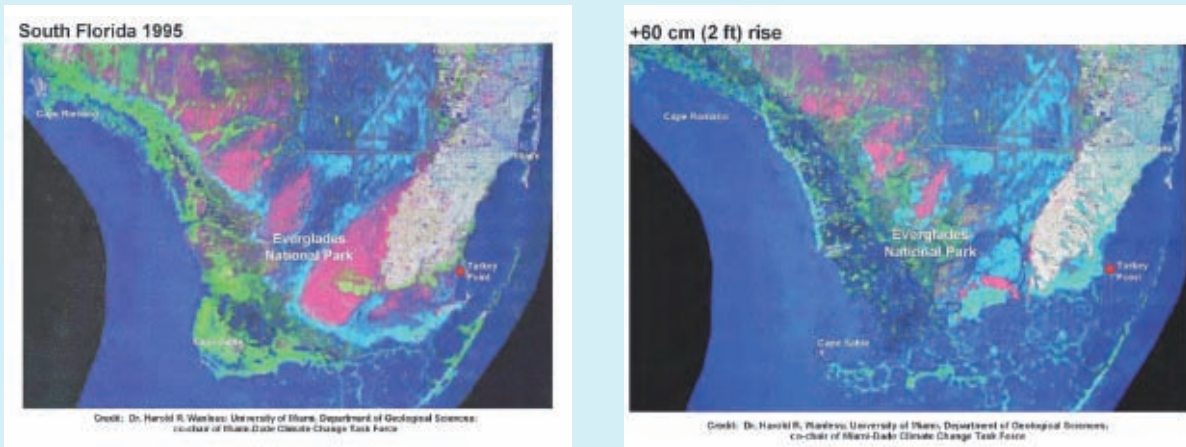 South Florida 1995
Cape Romano
Everglades
National Park
Turkey
Point
Credit: Dr. Harold R. Wanless; University of Miami, Department of Geological Sciences;
co-chair of Miami-Dade Climate Change Task Force
+60 cm (2 ft) rise
Cape Romano
Miami
Everglades
National Park
Turkey
Point
Cape Sable
Credit: Dr. Harold R. Wanless; University of Miami, Department of Geological Sciences;
co-chair of Miami-Dade Climate Change Task Force